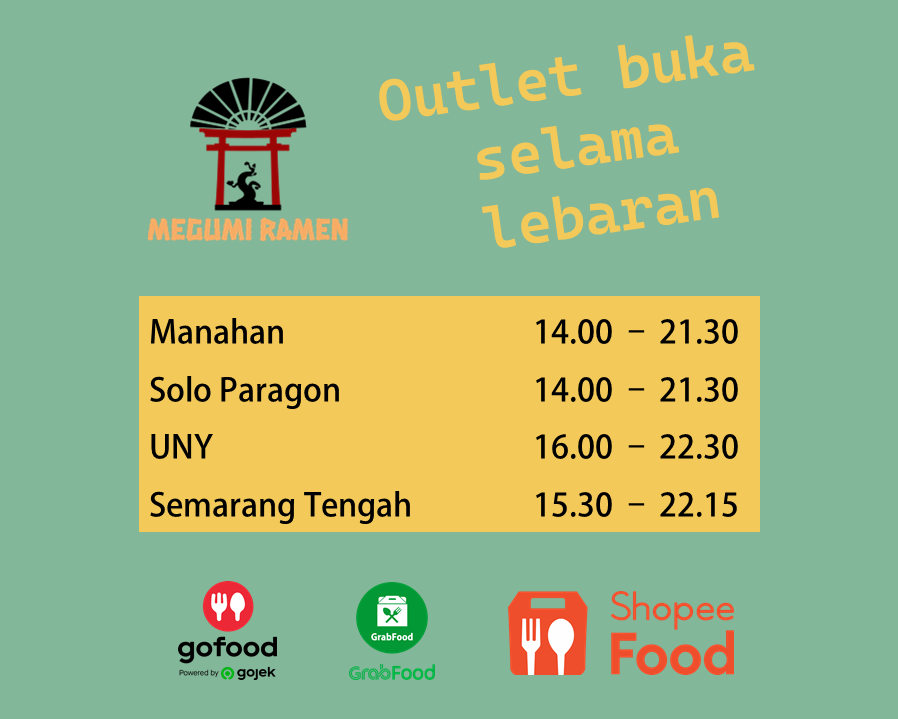 Outlet buka
selama
lebaran
MEGUMI RAMEN
Manahan 14.00 – 21.30
Solo Paragon 14.00 – 21.30
UNY 16.00 – 22.30
Semarang Tengah 15.30 – 22.15
gofood
Powered by gojek
GrabFood
GrabFood
Shopee
Food